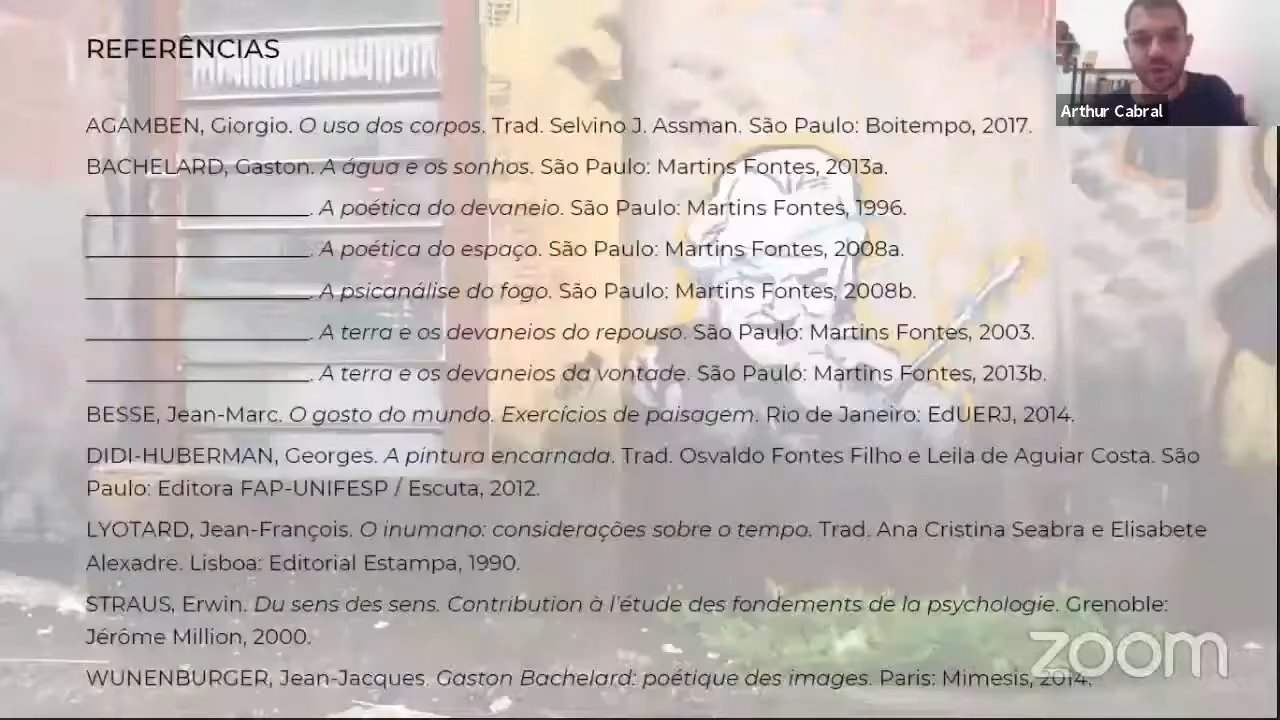 REFERÊNCIAS
Arthur Cabral
AGAMBEN, Giorgio. O uso dos corpos. Trad. Selvino J. Assman. São Paulo: Boitempo, 2017.
BACHELARD, Gaston. A água e os sonhos. São Paulo: Martins Fontes, 2013a.
_________________. A poética do devaneio. São Paulo: Martins Fontes, 1996.
_________________. A poética do espaço. São Paulo: Martins Fontes, 2008a.
_________________. A psicanálise do fogo. São Paulo: Martins Fontes, 2008b.
_________________. A terra e os devaneios do repouso. São Paulo: Martins Fontes, 2003.
_________________. A terra e os devaneios da vontade. São Paulo: Martins Fontes, 2013b.
BESSE, Jean-Marc. O gosto do mundo. Exercícios de paisagem. Rio de Janeiro: EdUERJ, 2014.
DIDI-HUBERMAN, Georges. A pintura encarnada. Trad. Osvaldo Fontes Filho e Leila de Aguiar Costa. São
Paulo: Editora FAP-UNIFESP / Escuta, 2012.
LYOTARD, Jean-François. O inumano: considerações sobre o tempo. Trad. Ana Cristina Seabra e Elisabete
Alexadre. Lisboa: Editorial Estampa, 1990.
STRAUS, Erwin. Du sens des sens. Contribution à l'étude des fondements de la psychologie. Grenoble:
Jérôme Million, 2000.
WUNENBURGER, Jean-Jacques. Gaston Bachelard: poétique des images. Paris: Mimesis, 2014.
zoom